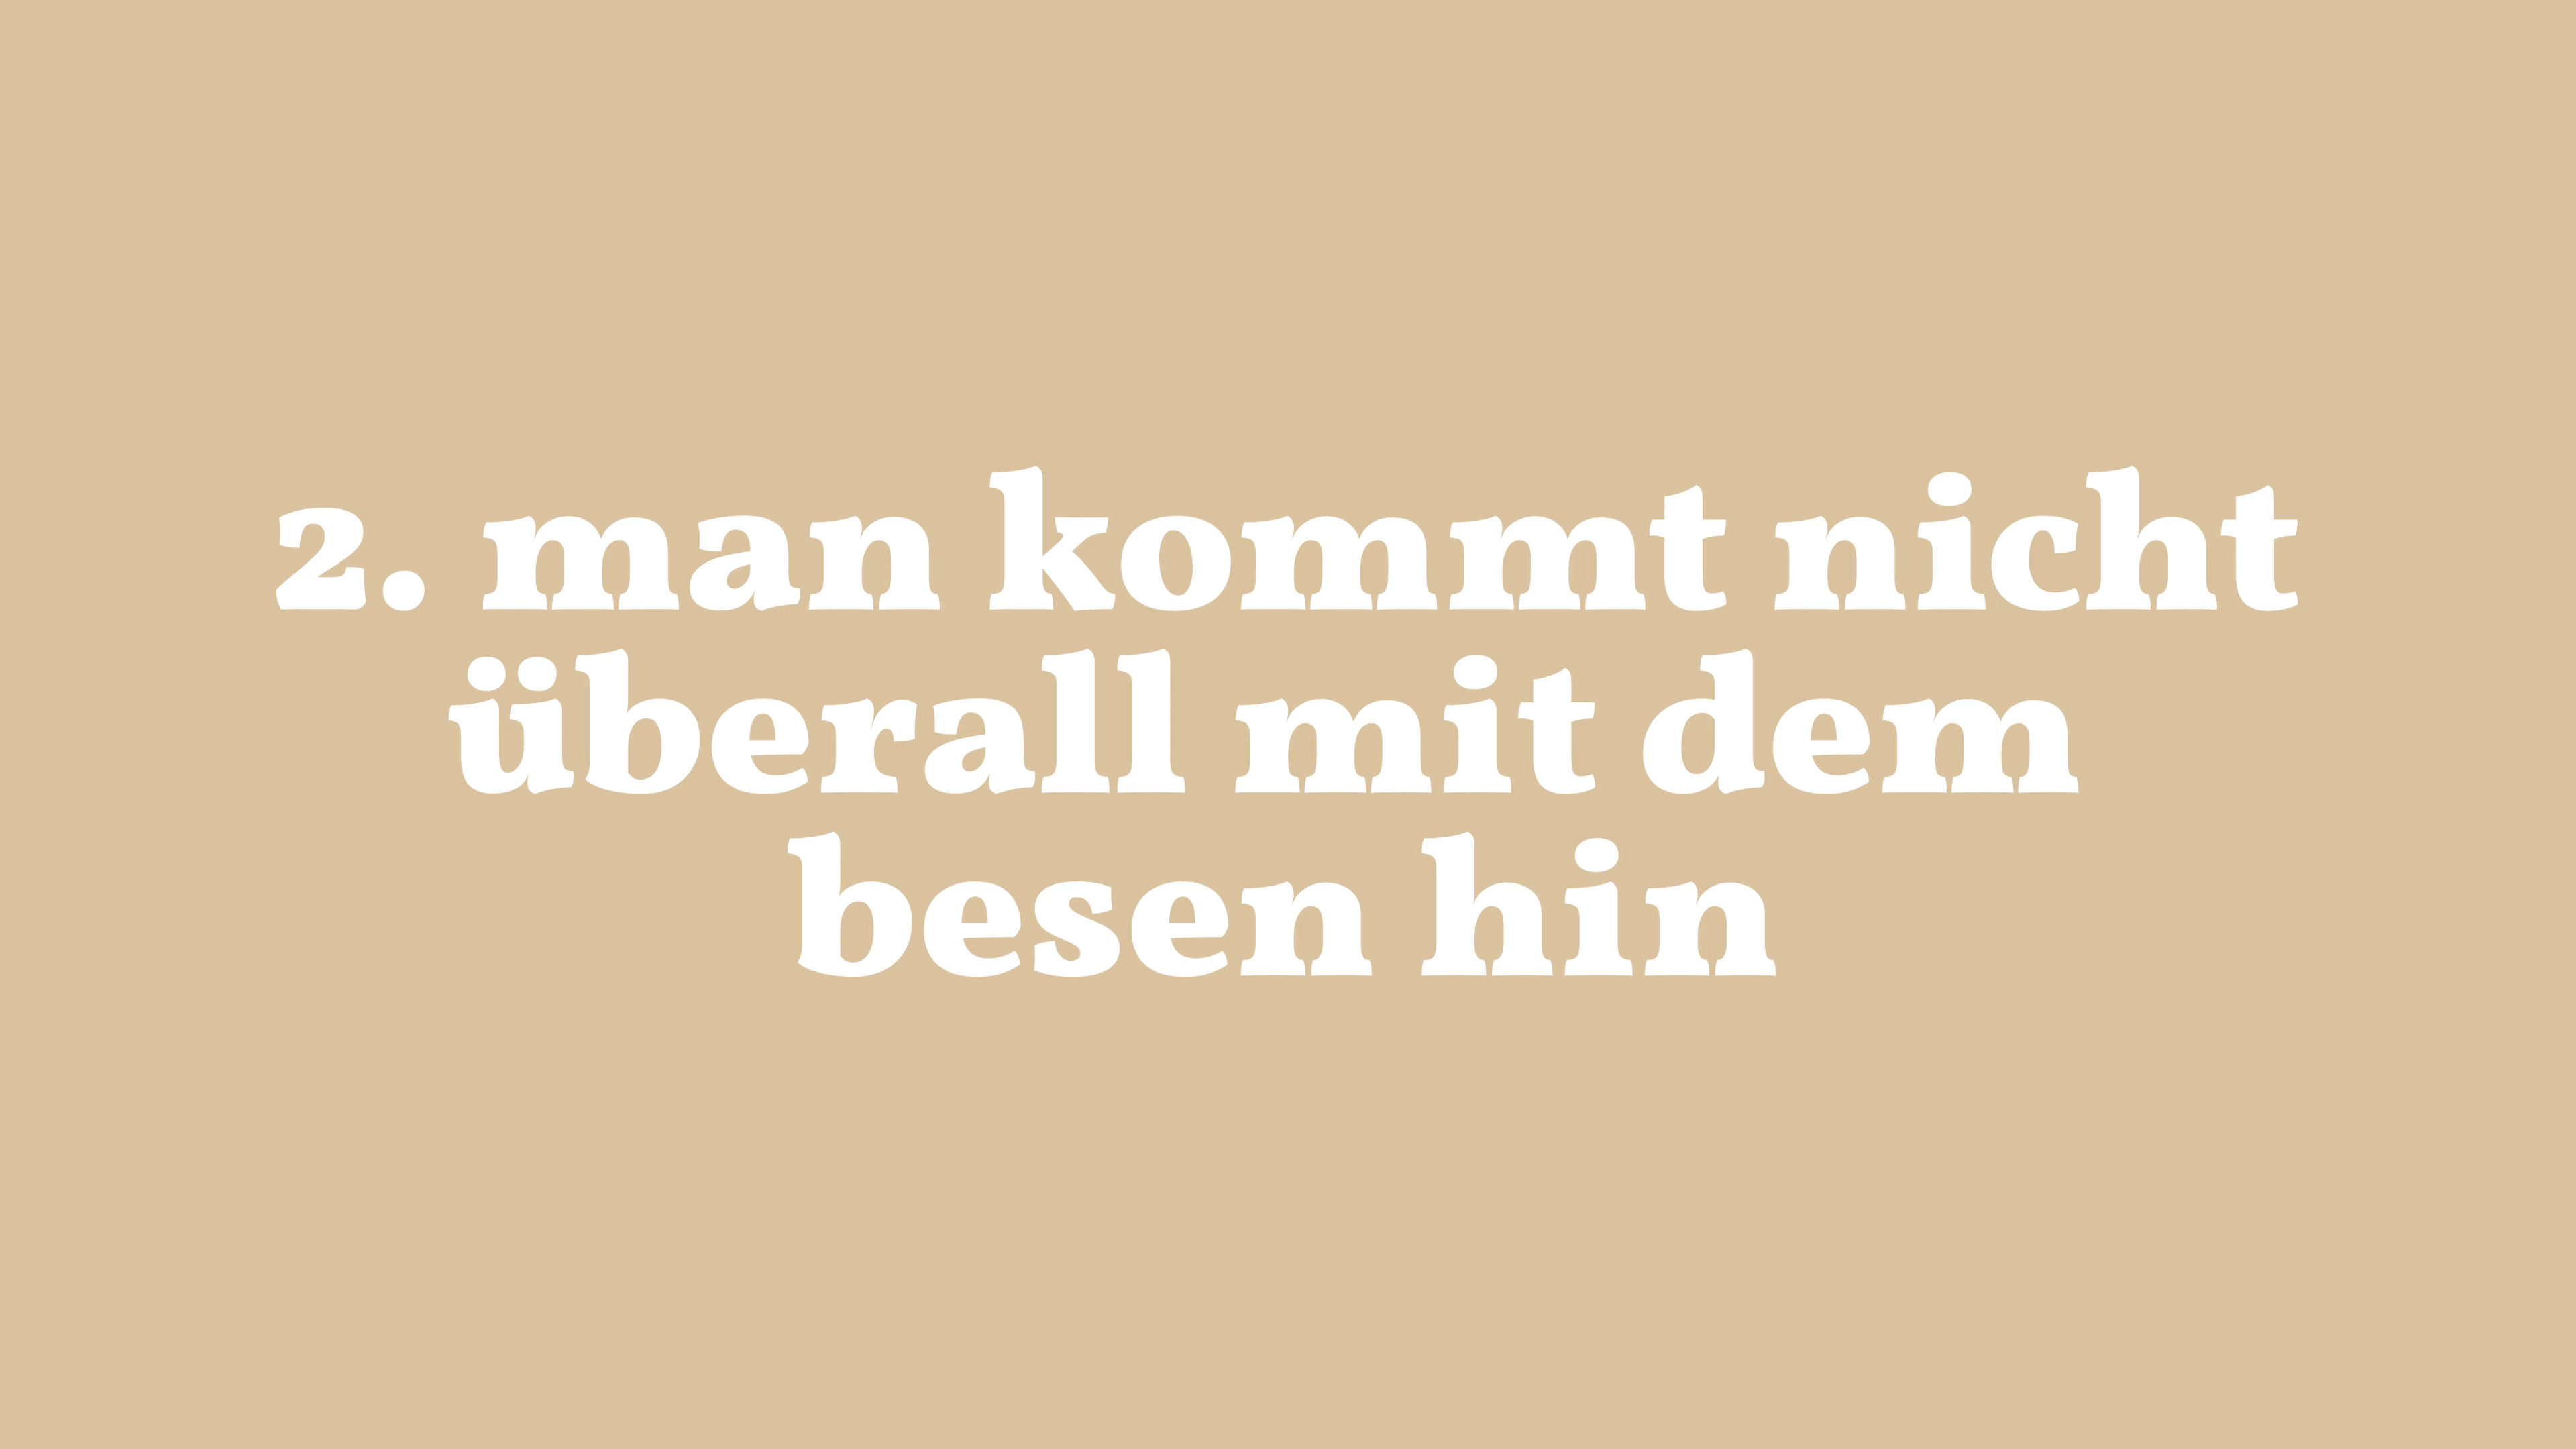 2. man kommt nicht
überall mit dem
besen hin